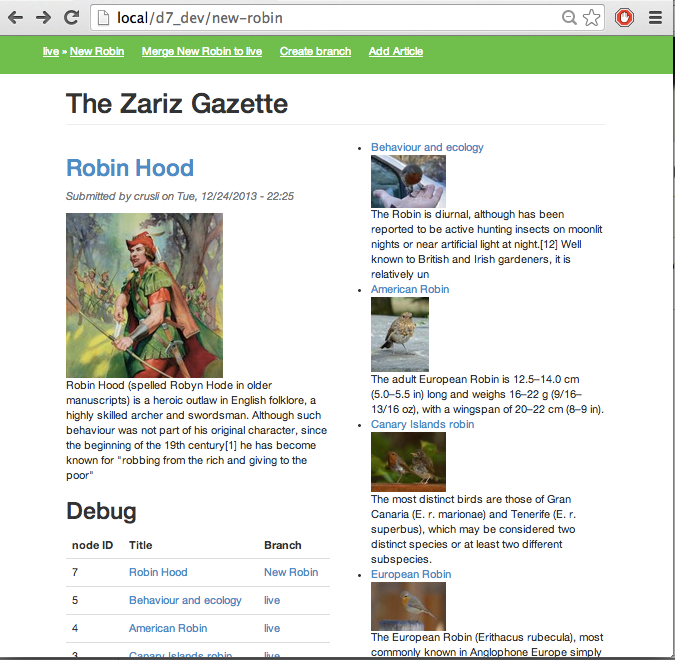 local/d7_dev/new-robin
live » New Robin Merge New Robin to live Create branch Add Article
The Zariz Gazette
Robin Hood
Submitted by crusli on Tue, 12/24/2013 - 22:25
Robin Hood (spelled Robyn Hode in older
manuscripts) is a heroic outlaw in English folklore, a
highly skilled archer and swordsman. Although such
behaviour was not part of his original character, since
the beginning of the 19th century[1] he has become
known for "robbing from the rich and giving to the
poor"
Debug
node ID Title Branch
7 Robin Hood New Robin
5 Behaviour and ecology live
4 American Robin live
3 Canary Islands robin live
Behaviour and ecology
The Robin is diurnal, although has been
reported to be active hunting insects on moonlit
nights or near artificial light at night.[12] Well
known to British and Irish gardeners, it is
relatively un
American Robin
The adult European Robin is 12.5–14.0 cm
(5.0–5.5 in) long and weighs 16–22 g (9/16–
13/16 oz), with a wingspan of 20–22 cm (8–9 in).
Canary Islands robin
The most distinct birds are those of Gran
Canaria (E. r. marionae) and Tenerife (E. r.
superbus), which may be considered two
distinct species or at least two different
subspecies.
European Robin
The European Robin (Erithacus rubecula), most
commonly known in Anglophone Europe simply